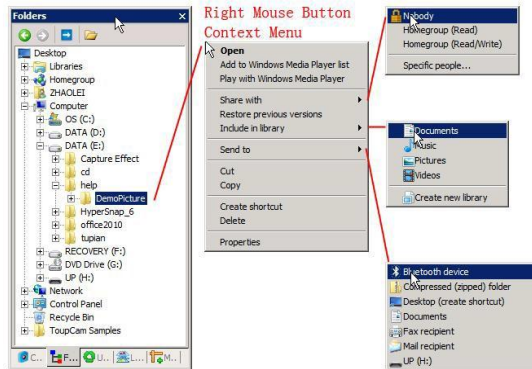 Folders
Desktop
Libraries
Homegroup
ZHAOLEI
Computer
OS (C:)
DATA (D:)
DATA (E:)
Capture Effect
cd
help
DemoPicture
HyperSnap_6
office2010
tupian
RECOVERY (F:)
DVD Drive (G:)
UP (H:)
Network
Control Panel
Recycle Bin
ToupCam Samples
C..
F...
U..
L...
M..
Right Mouse Button
Context Menu
Open
Add to Windows Media Player list
Play with Windows Media Player
Share with
Restore previous versions
Include in library
Send to
Cut
Copy
Create shortcut
Delete
Properties
Nobody
Homegroup (Read)
Homegroup (Read/Write)
Specific people...
Documents
Music
Pictures
Videos
Create new library
Bluetooth device
Compressed (zipped) folder
Desktop (create shortcut)
Documents
Fax recipient
Mail recipient
UP (H:)